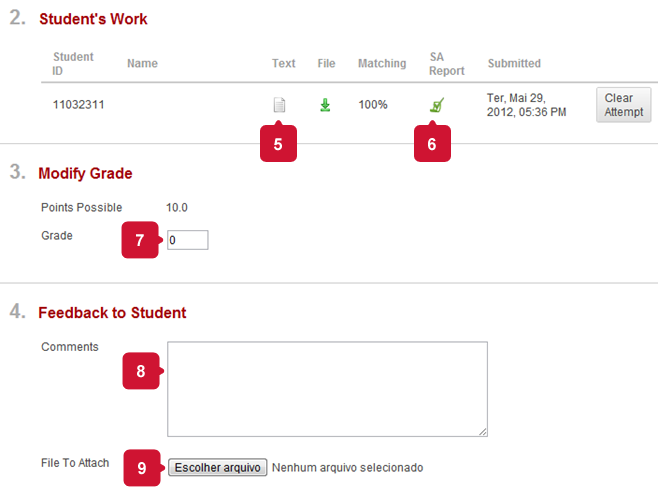 2. Student's Work
Student ID Name Text File Matching SA Report Submitted
11032311 100% Ter, Mai 29, 2012, 05:36 PM Clear Attempt
5 6
3. Modify Grade
Points Possible 10.0
Grade 7 0
4. Feedback to Student
Comments
8
File To Attach 9 Escolher arquivo Nenhum arquivo selecionado